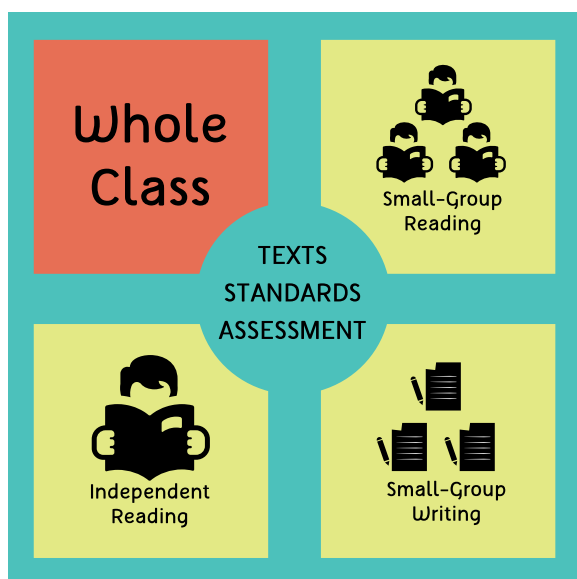 Whole
Class
Small-Group
Reading
TEXTS
STANDARDS
ASSESSMENT
Independent
Reading
Small-Group
Writing